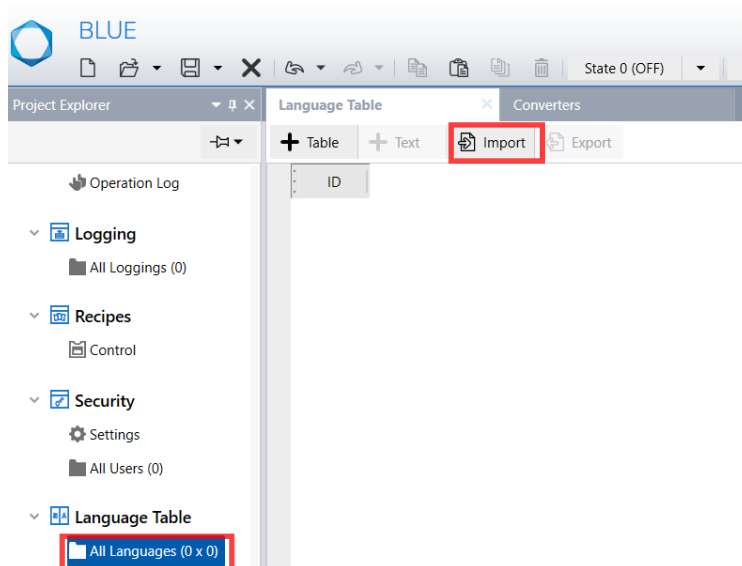 BLUE
State 0 (OFF)
Project Explorer
Language Table
Converters
Table
Text
Import
Export
ID
Operation Log
Logging
All Loggings (0)
Recipes
Control
Security
Settings
All Users (0)
Language Table
All Languages (0 x 0)